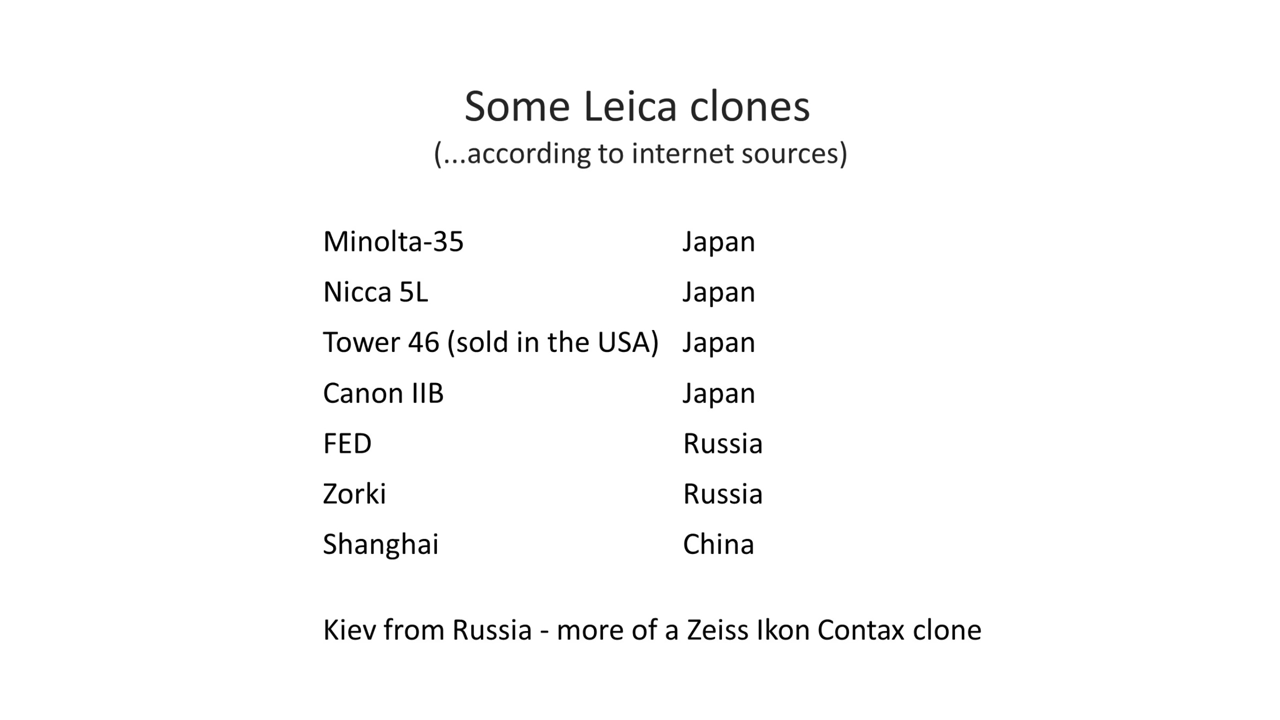 Some Leica clones
(...according to internet sources)
Minolta-35 Japan
Nicca 5L Japan
Tower 46 (sold in the USA) Japan
Canon IIB Japan
FED Russia
Zorki Russia
Shanghai China
Kiev from Russia - more of a Zeiss Ikon Contax clone